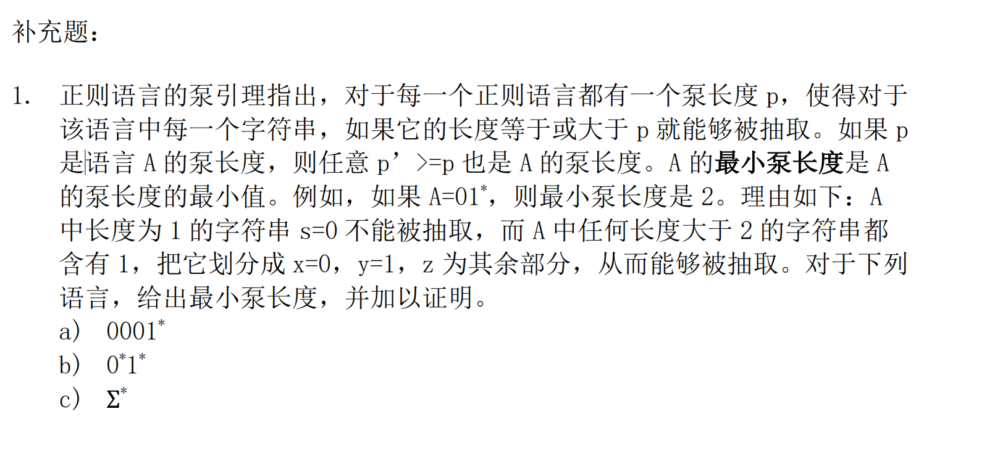 补充题：
1. 正则语言的泵引理指出，对于每一个正则语言都有一个泵长度 p，使得对于
该语言中每一个字符串，如果它的长度等于或大于 p 就能够被抽取。如果 p
是语言 A 的泵长度，则任意 p’ >=p 也是 A 的泵长度。A 的最小泵长度是 A
的泵长度的最小值。例如，如果 A=01*，则最小泵长度是 2。理由如下：A
中长度为 1 的字符串 s=0 不能被抽取，而 A 中任何长度大于 2 的字符串都
含有 1，把它划分成 x=0，y=1，z 为其余部分，从而能够被抽取。对于下列
语言，给出最小泵长度，并加以证明。
a) 0001*
b) 0*1*
c) Σ*